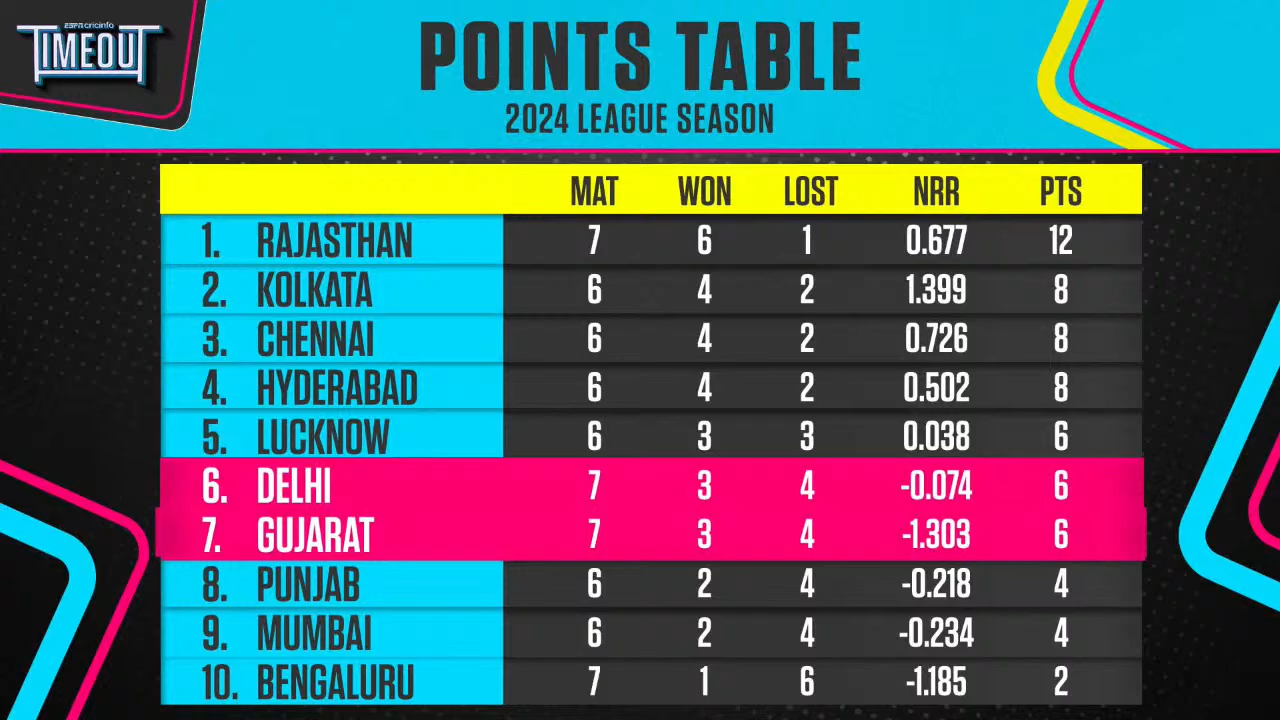 ESPNcricinfo
TIMEOUT
POINTS TABLE
2024 LEAGUE SEASON
MAT WON LOST NRR PTS
1. RAJASTHAN 7 6 1 0.677 12
2. KOLKATA 6 4 2 1.399 8
3. CHENNAI 6 4 2 0.726 8
4. HYDERABAD 6 4 2 0.502 8
5. LUCKNOW 6 3 3 0.038 6
6. DELHI 7 3 4 -0.074 6
7. GUJARAT 7 3 4 -1.303 6
8. PUNJAB 6 2 4 -0.218 4
9. MUMBAI 6 2 4 -0.234 4
10. BENGALURU 7 1 6 -1.185 2